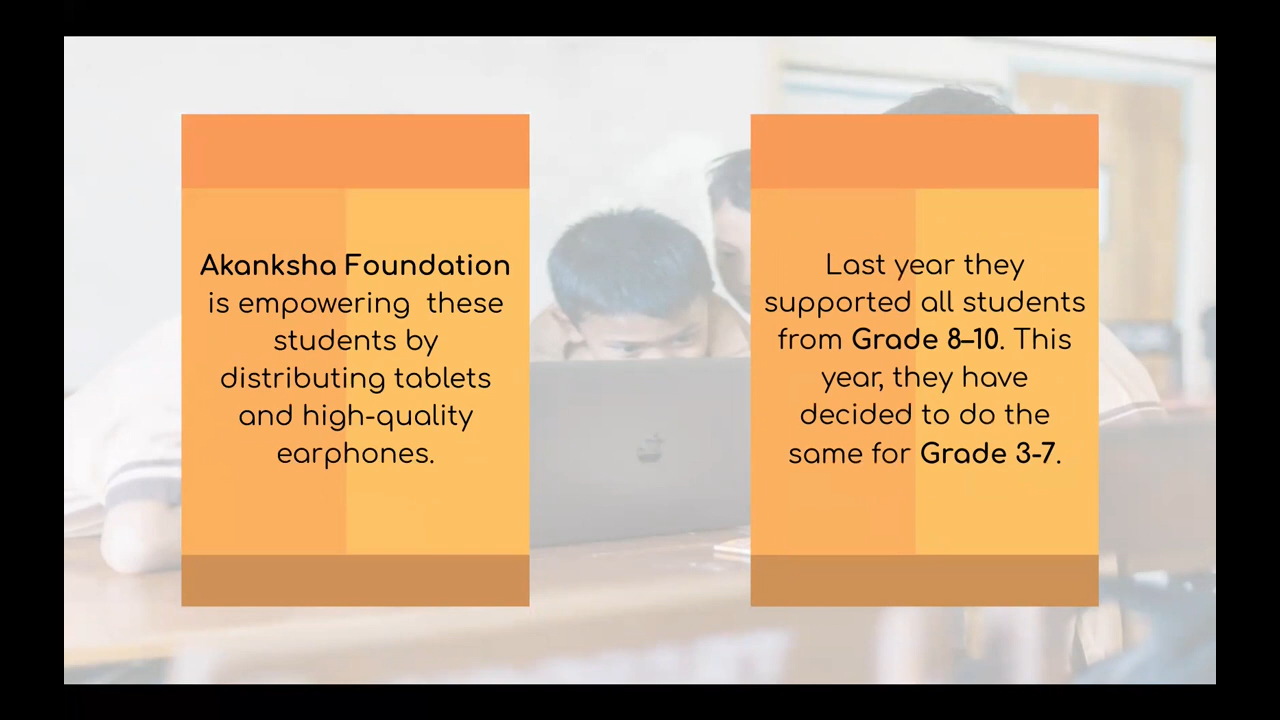 Akanksha Foundation
is empowering  these
students by
distributing tablets
and high-quality
earphones.
Last year they
supported all students
from Grade 8–10. This
year, they have
decided to do the
same for Grade 3-7.